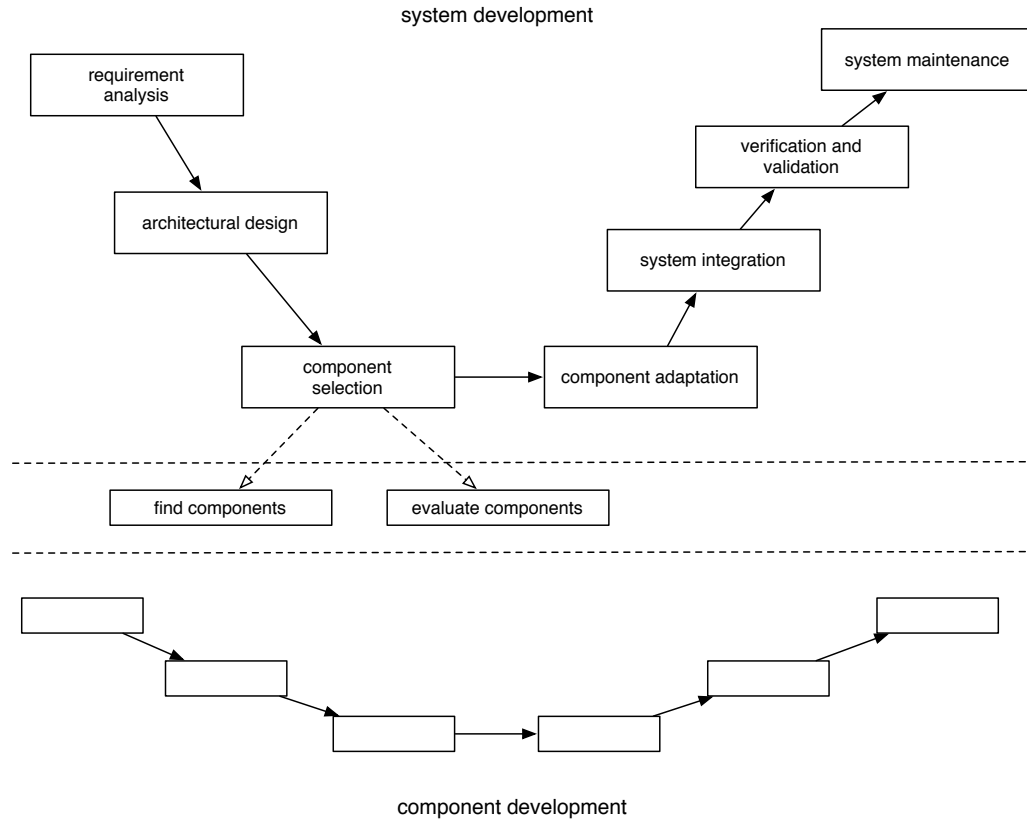 system development
requirement
analysis
architectural design
component
selection
component adaptation
system integration
verification and
validation
system maintenance
find components
evaluate components
component development